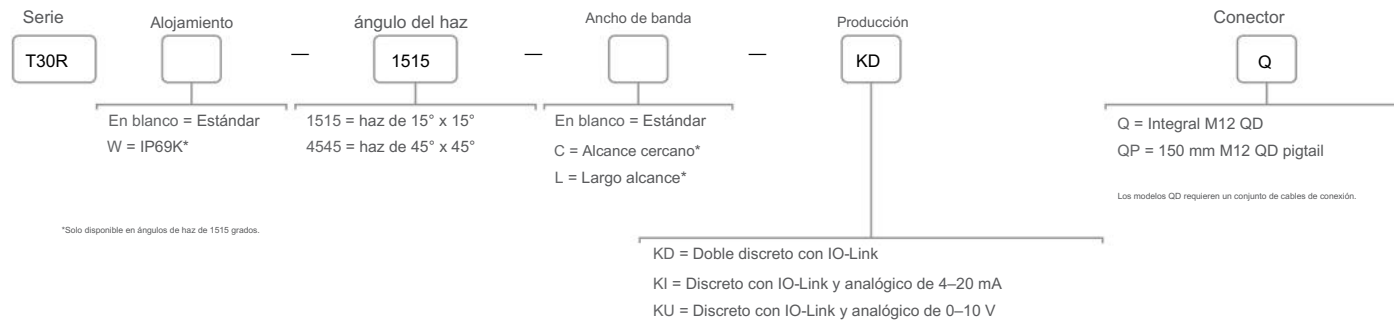 Serie
Alojamiento
ángulo del haz
Ancho de banda
Producción
Conector
T30R
—
1515
—
—
KD
Q
En blanco = Estándar
W = IP69K*
1515 = haz de 15° x 15°
4545 = haz de 45° x 45°
En blanco = Estándar
C = Alcance cercano*
L = Largo alcance*
Q = Integral M12 QD
QP = 150 mm M12 QD pigtail
Los modelos QD requieren un conjunto de cables de conexión.
*Solo disponible en ángulos de haz de 1515 grados.
KD = Doble discreto con IO-Link
KI = Discreto con IO-Link y analógico de 4–20 mA
KU = Discreto con IO-Link y analógico de 0–10 V